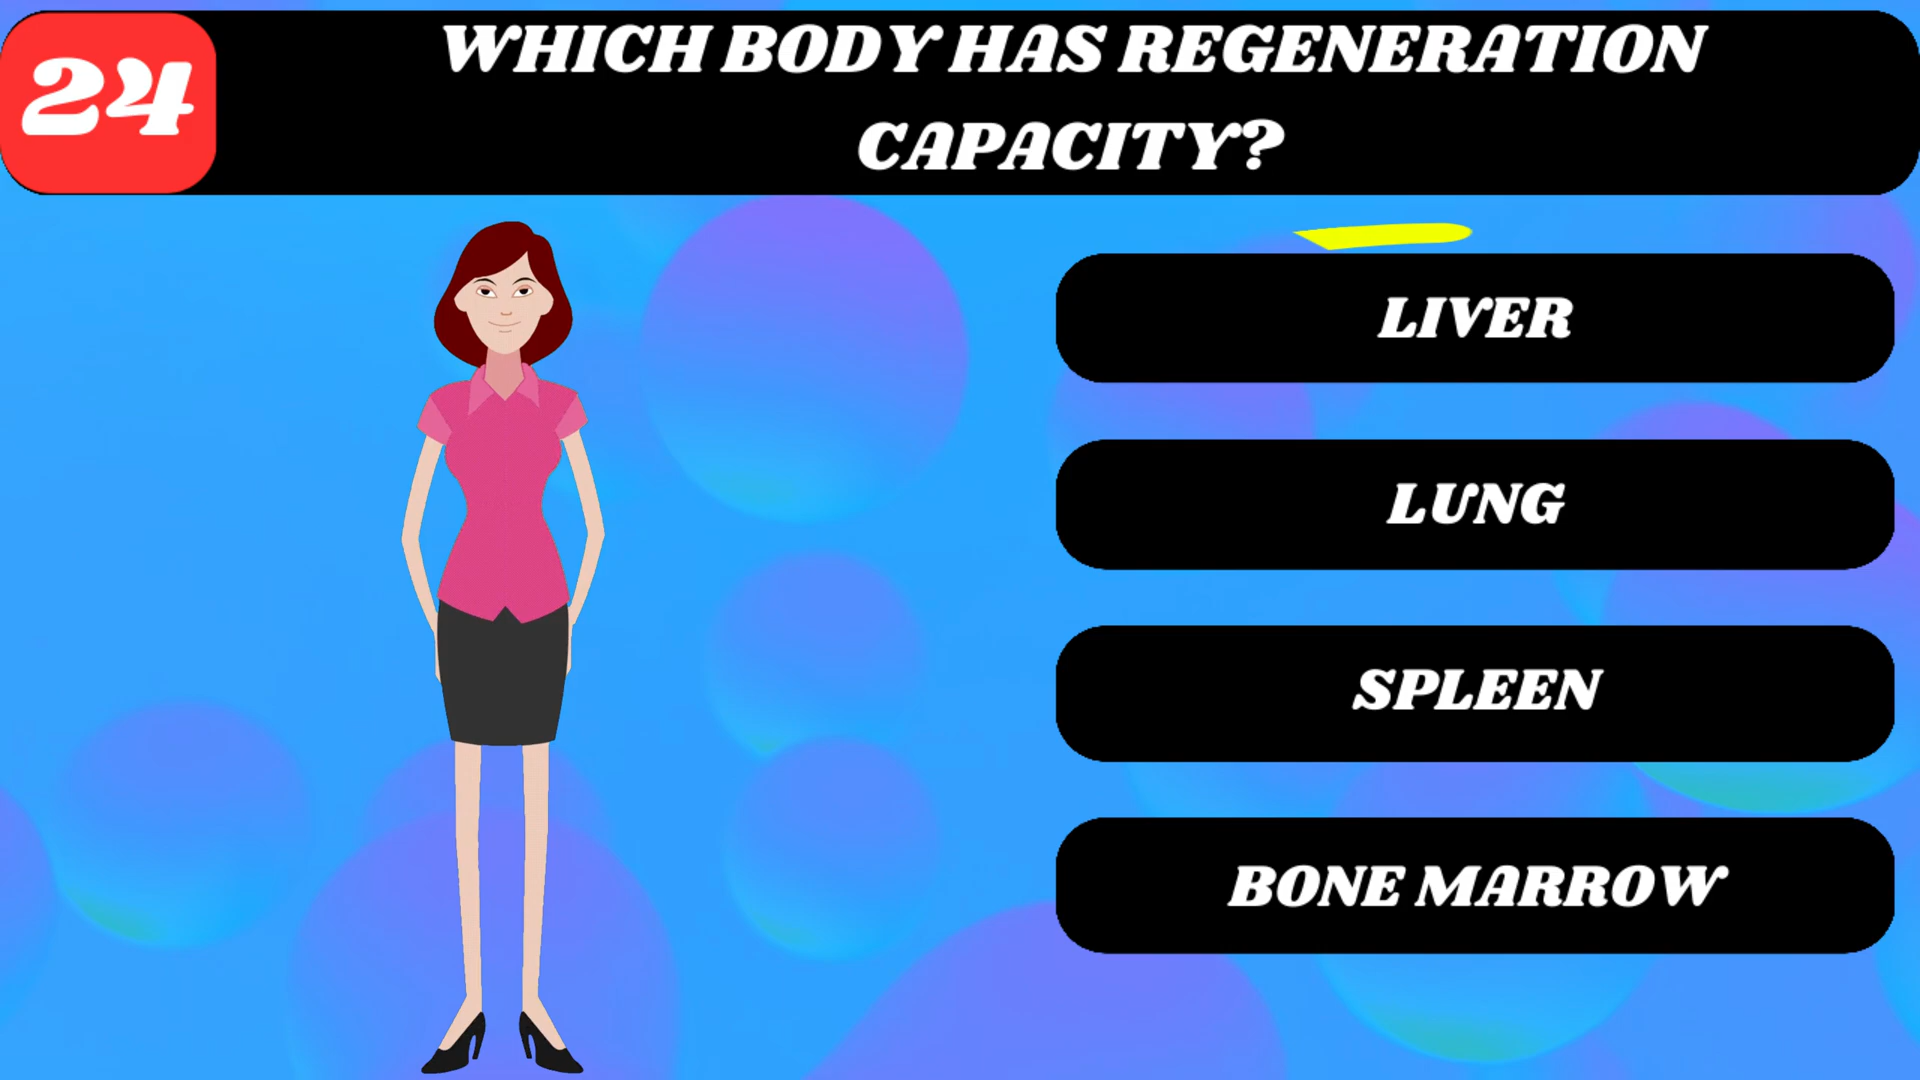 24
WHICH BODY HAS REGENERATION
CAPACITY?
LIVER
LUNG
SPLEEN
BONE MARROW